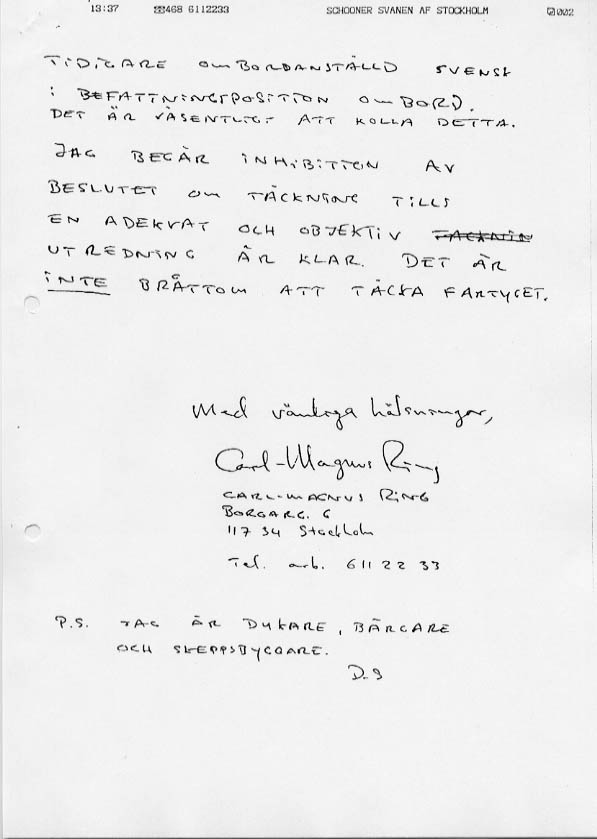 13:37 ☎468 6112233 SCHOONER SVANEN AF STOCKHOLM 002
TIDIGARE OMBORDANSTÄLLD SVENSK
I BEFATTNINGSPOSITION OMBORD.
DET ÄR VÄSENTLIGT ATT KOLLA DETTA.
JAG BEGÄR INHIBITION AV
BESLUTET OM TÄCKNING TILLS
EN ADEKVAT OCH OBJEKTIV
UTREDNING ÄR KLAR. DET ÄR
INTE BRÅTTOM ATT TÄCKA FARTYGET.
Med vänliga hälsningar,
Carl-Magnus Ring
CARL-MAGNUS RING
BORGARG. 6
117 34 Stockholm
Tel. arb. 611 22 33
P.S. JAG ÄR DYKARE, BÄRGARE
OCH SKEPPSBYGGARE.
D.S